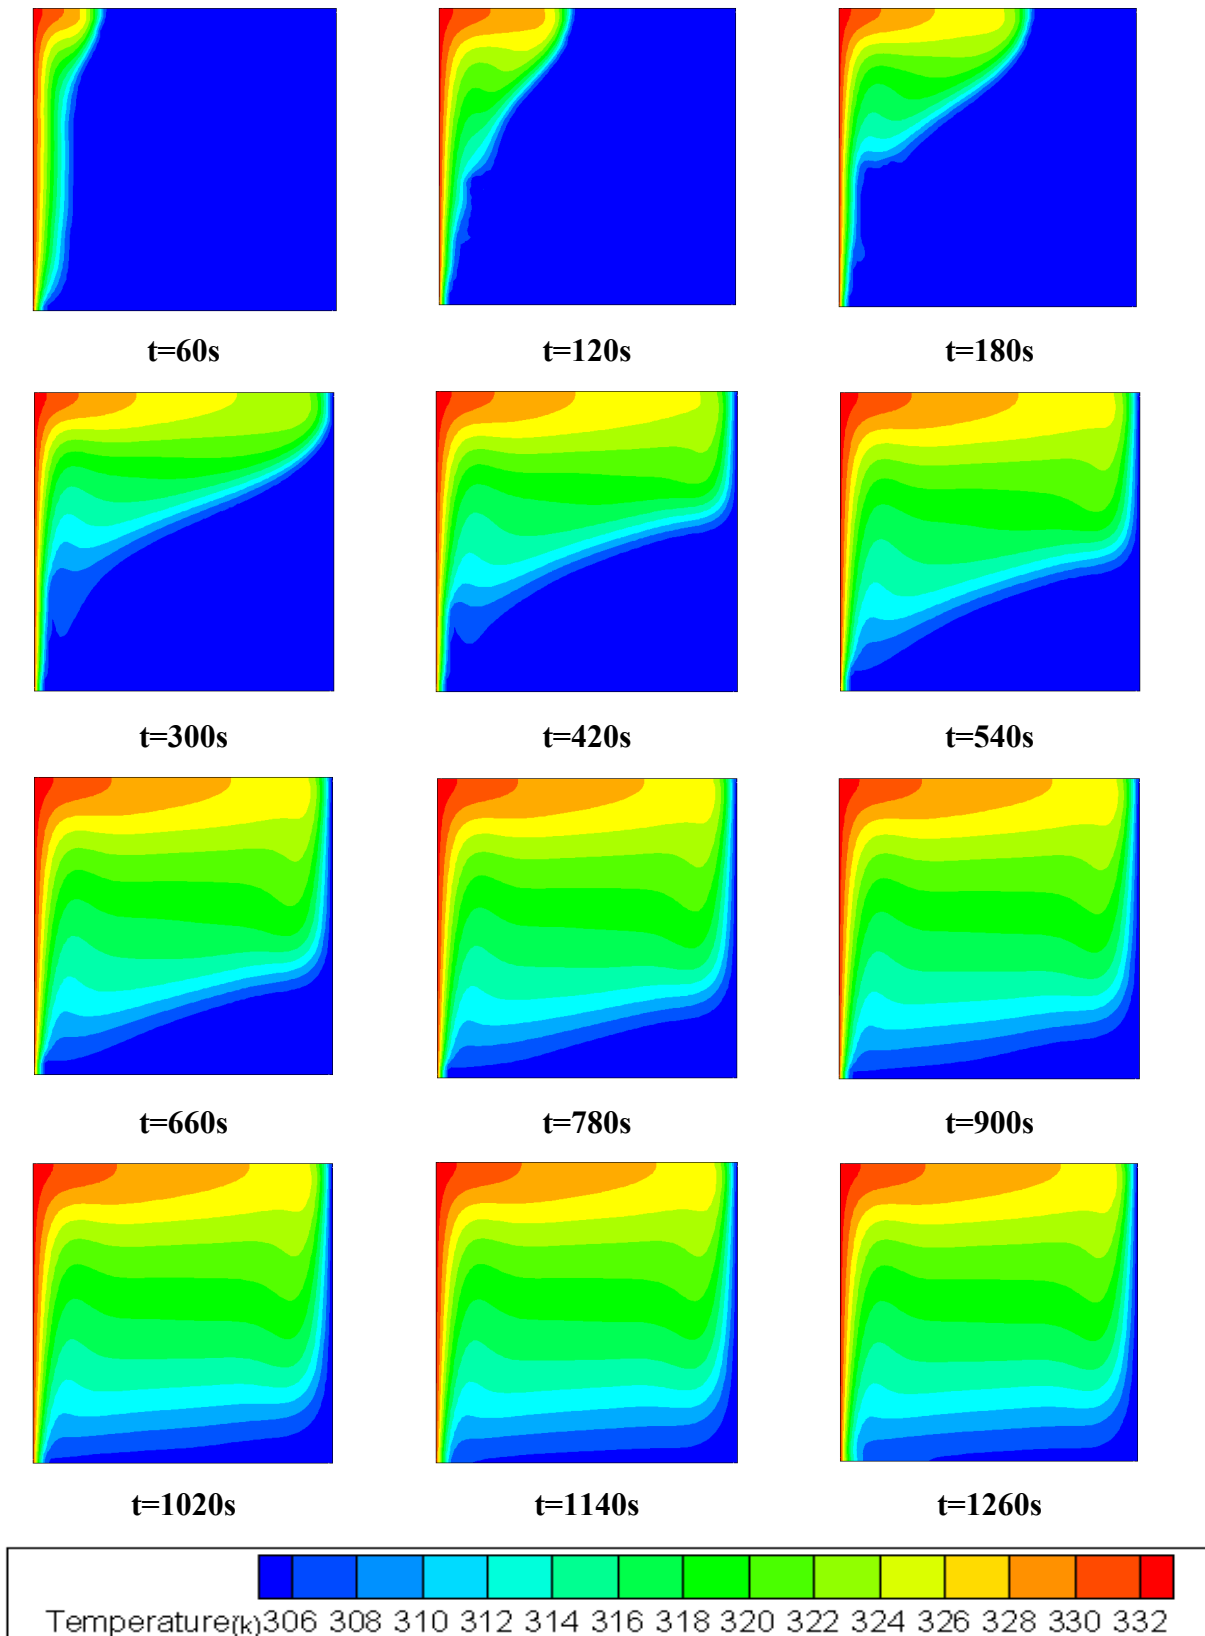 t=60s t=120s t=180s
t=300s t=420s t=540s
t=660s t=780s t=900s
t=1020s t=1140s t=1260s
Temperature(k) 306 308 310 312 314 316 318 320 322 324 326 328 330 332